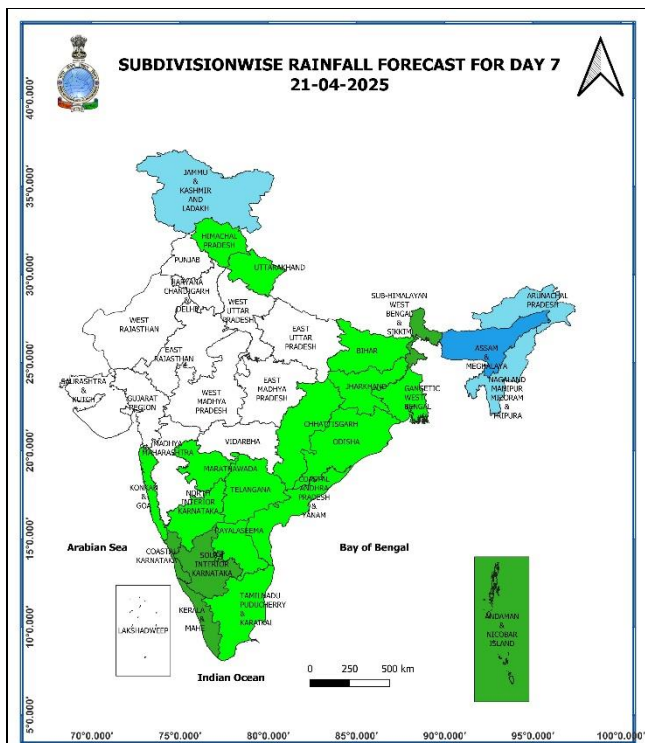 SUBDIVISIONWISE RAINFALL FORECAST FOR DAY 7
21-04-2025
40°0.000'
35°0.000'
30°0.000'
25°0.000'
20°0.000'
15°0.000'
10°0.000'
5°0.000'
JAMMU
&
KASHMIR
AND
LADAKH
HIMACHAL
PRADESH
PUNJAB
UTTARAKHAND
HARYANA
CHANDIGARH
&
DELHI
WEST
UTTAR
PRADESH
WEST
RAJASTHAN
EAST
RAJASTHAN
EAST
UTTAR
PRADESH
SUB-HIMALAYAN
WEST
BENGAL
&
SIKKIM
ARUNACHAL
PRADESH
ASSAM
&
MEGHALAYA
NAGALAND
MANIPUR
MIZORAM
&
TRIPURA
BIHAR
JHARKHAND
GANGETIC
WEST
BENGAL
SAURASHTRA
&
KUTCH
GUJARAT
REGION
WEST
MADHYA
PRADESH
EAST
MADHYA
PRADESH
CHHATTISGARH
ODISHA
MADHYA
MAHARASHTRA
VIDARBHA
MARATHAWADA
KONKAN
&
GOA
NORTH
INTERIOR
KARNATAKA
TELANGANA
COASTAL
ANDHRA
PRADESH
&
YANAM
RAYALASEEMA
Arabian Sea
Bay of Bengal
COASTAL
KARNATAKA
SOUTH
INTERIOR
KARNATAKA
TAMILNADU
PUDUCHERRY
&
KARAIKAL
KERALA
&
MAHE
LAKSHADWEEP
ANDAMAN
&
NICOBAR
ISLAND
Indian Ocean
0 250 500 km
70°0.000' 75°0.000' 80°0.000' 85°0.000' 90°0.000' 95°0.000' 100°0.000'